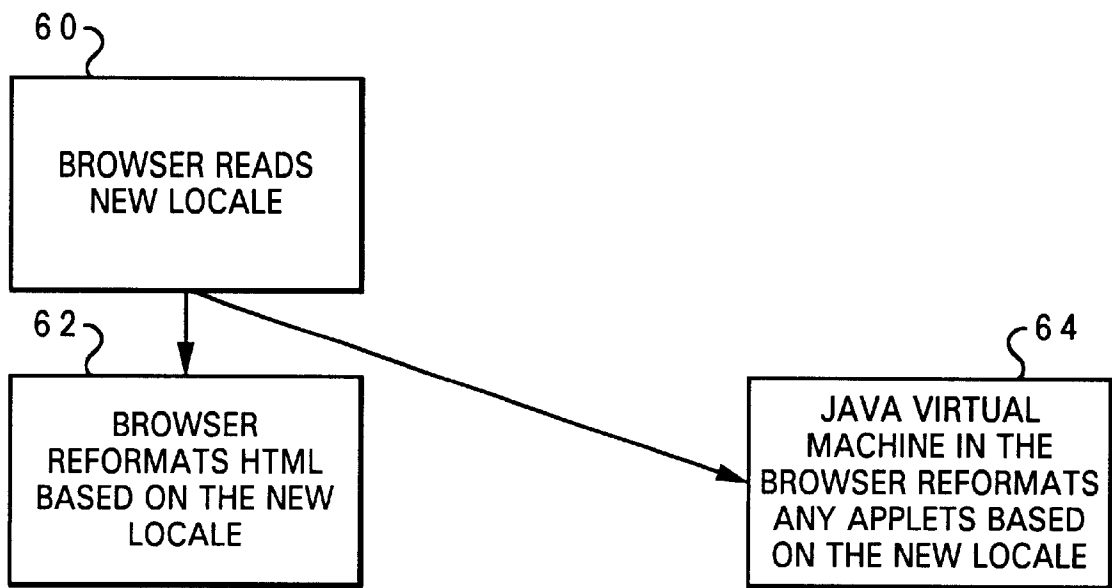 60
BROWSER READS
NEW LOCALE
62
BROWSER
REFORMATS HTML
BASED ON THE NEW
LOCALE
64
JAVA VIRTUAL
MACHINE IN THE
BROWSER REFORMATS
ANY APPLETS BASED
ON THE NEW LOCALE